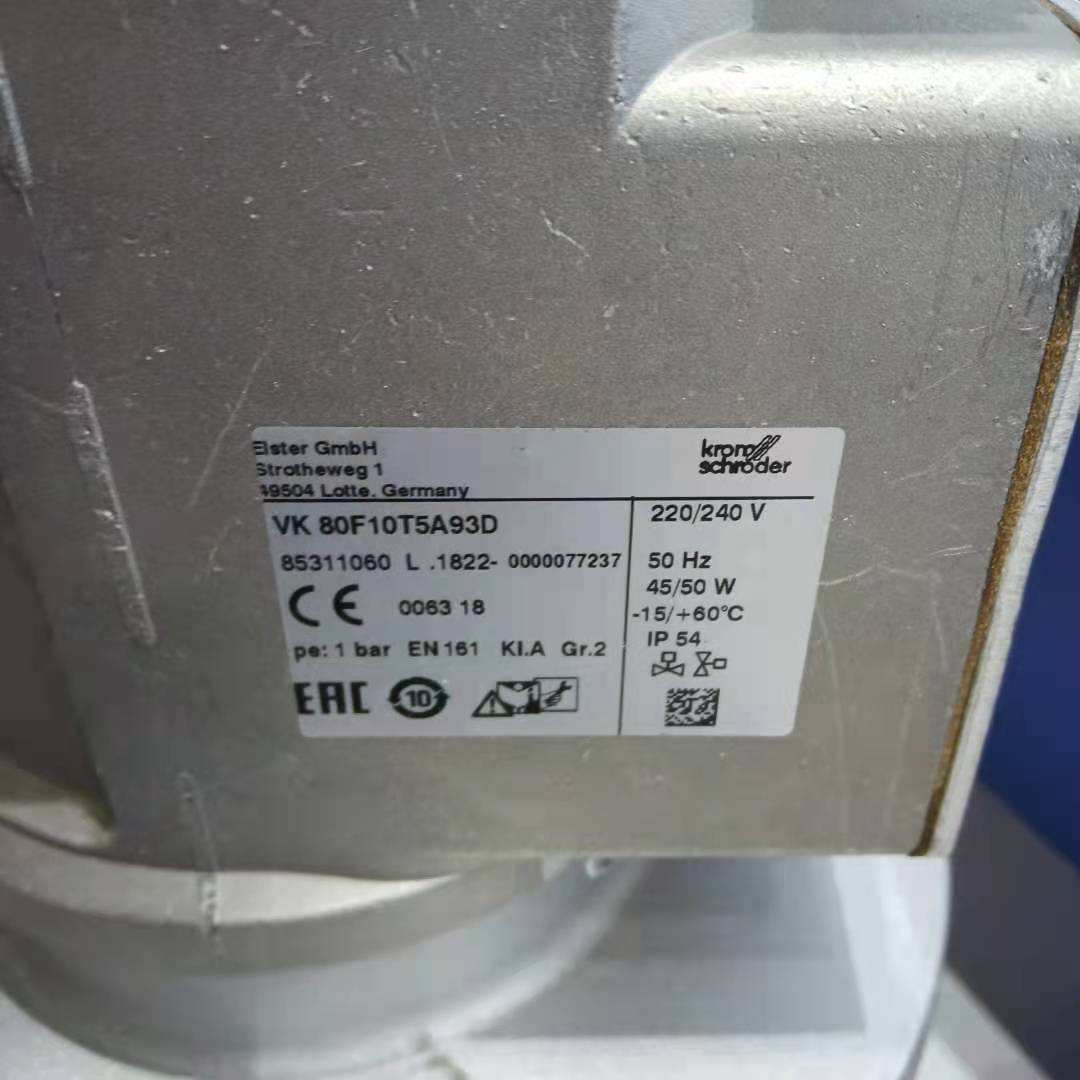 Elster GmbH
Strotheweg 1
49504 Lotte, Germany
krom
schröder
VK 80F10T5A93D
85311060 L .1822- 0000077237
CE 0063 18
pe: 1 bar EN 161 Kl.A Gr.2
EAC 10
220/240 V
50 Hz
45/50 W
-15/+60°C
IP 54